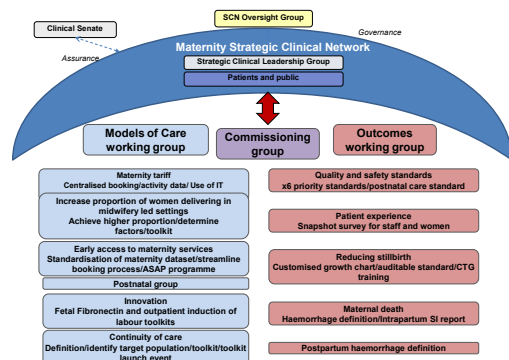 SCN Oversight Group
Clinical Senate
Governance
Maternity Strategic Clinical Network
Assurance
Strategic Clinical Leadership Group
Patients and public
Models of Care
working group
Commissioning
group
Outcomes
working group
Maternity tariff
Centralised booking/activity data/ Use of IT
Increase proportion of women delivering in
midwifery led settings
Achieve higher proportion/determine
factors/toolkit
Early access to maternity services
Standardisation of maternity dataset/streamline
booking process/ASAP programme
Postnatal group
Innovation
Fetal Fibronectin and outpatient induction of
labour toolkits
Continuity of care
Definition/identify target population/toolkit/toolkit
launch event
Quality and safety standards
x6 priority standards/postnatal care standard
Patient experience
Snapshot survey for staff and women
Reducing stillbirth
Customised growth chart/auditable standard/CTG
training
Maternal death
Haemorrhage definition/Intrapartum SI report
Postpartum haemorrhage definition